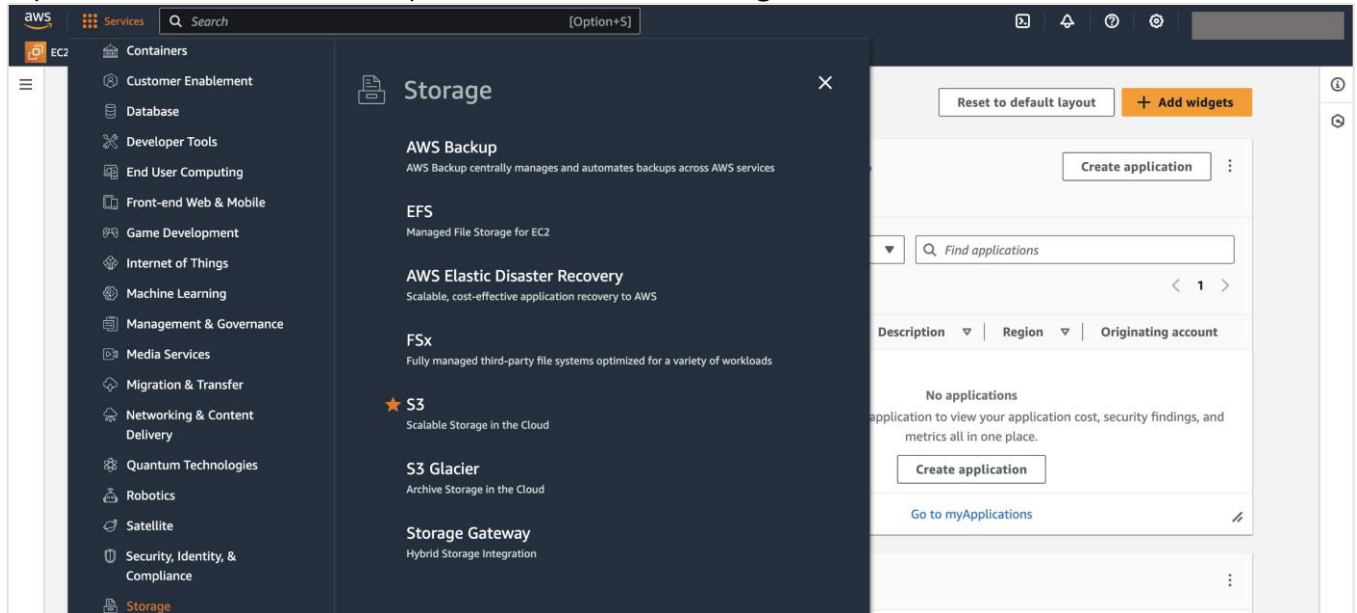 aws
Services
Search
[Option+S]
EC2
Containers
Customer Enablement
Database
Developer Tools
End User Computing
Front-end Web & Mobile
Game Development
Internet of Things
Machine Learning
Management & Governance
Media Services
Migration & Transfer
Networking & Content
Delivery
Quantum Technologies
Robotics
Satellite
Security, Identity, &
Compliance
Storage
Storage
AWS Backup
AWS Backup centrally manages and automates backups across AWS services
EFS
Managed File Storage for EC2
AWS Elastic Disaster Recovery
Scalable, cost-effective application recovery to AWS
FSx
Fully managed third-party file systems optimized for a variety of workloads
S3
Scalable Storage in the Cloud
S3 Glacier
Archive Storage in the Cloud
Storage Gateway
Hybrid Storage Integration
Reset to default layout
+ Add widgets
Create application
Find applications
1
Description
Region
Originating account
No applications
application to view your application cost, security findings, and
metrics all in one place.
Create application
Go to myApplications